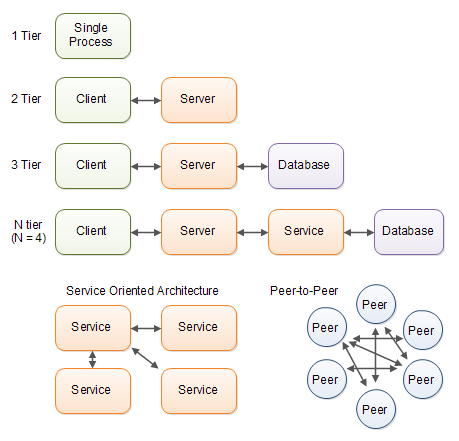 1 Tier
Single
Process
2 Tier
Client
Server
3 Tier
Client
Server
Database
N tier
(N = 4)
Client
Server
Service
Database
Service Oriented Architecture
Service
Service
Service
Service
Peer-to-Peer
Peer
Peer
Peer
Peer
Peer
Peer